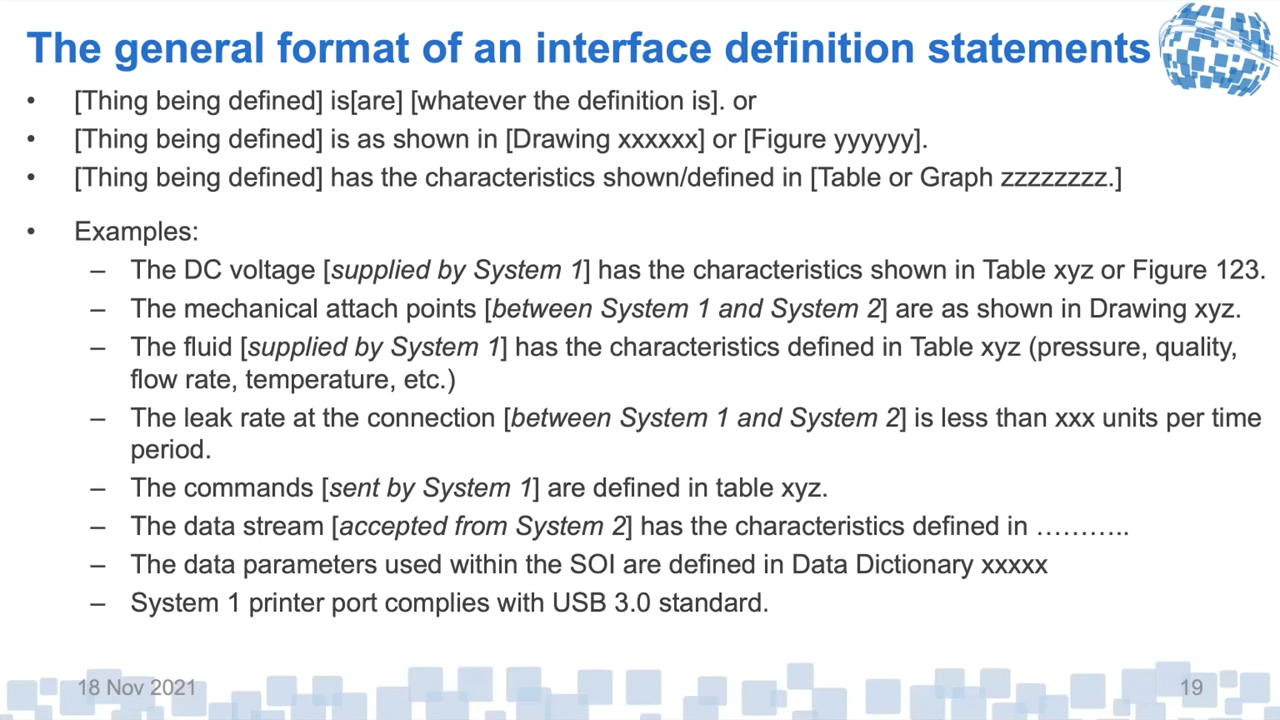 The general format of an interface definition statements
• [Thing being defined] is[are] [whatever the definition is]. or
• [Thing being defined] is as shown in [Drawing xxxxxx] or [Figure yyyyyy].
• [Thing being defined] has the characteristics shown/defined in [Table or Graph zzzzzzzz.]
• Examples:
– The DC voltage [supplied by System 1] has the characteristics shown in Table xyz or Figure 123.
– The mechanical attach points [between System 1 and System 2] are as shown in Drawing xyz.
– The fluid [supplied by System 1] has the characteristics defined in Table xyz (pressure, quality,
flow rate, temperature, etc.)
– The leak rate at the connection [between System 1 and System 2] is less than xxx units per time
period.
– The commands [sent by System 1] are defined in table xyz.
– The data stream [accepted from System 2] has the characteristics defined in ………..
– The data parameters used within the SOI are defined in Data Dictionary xxxxx
– System 1 printer port complies with USB 3.0 standard.
18 Nov 2021
19